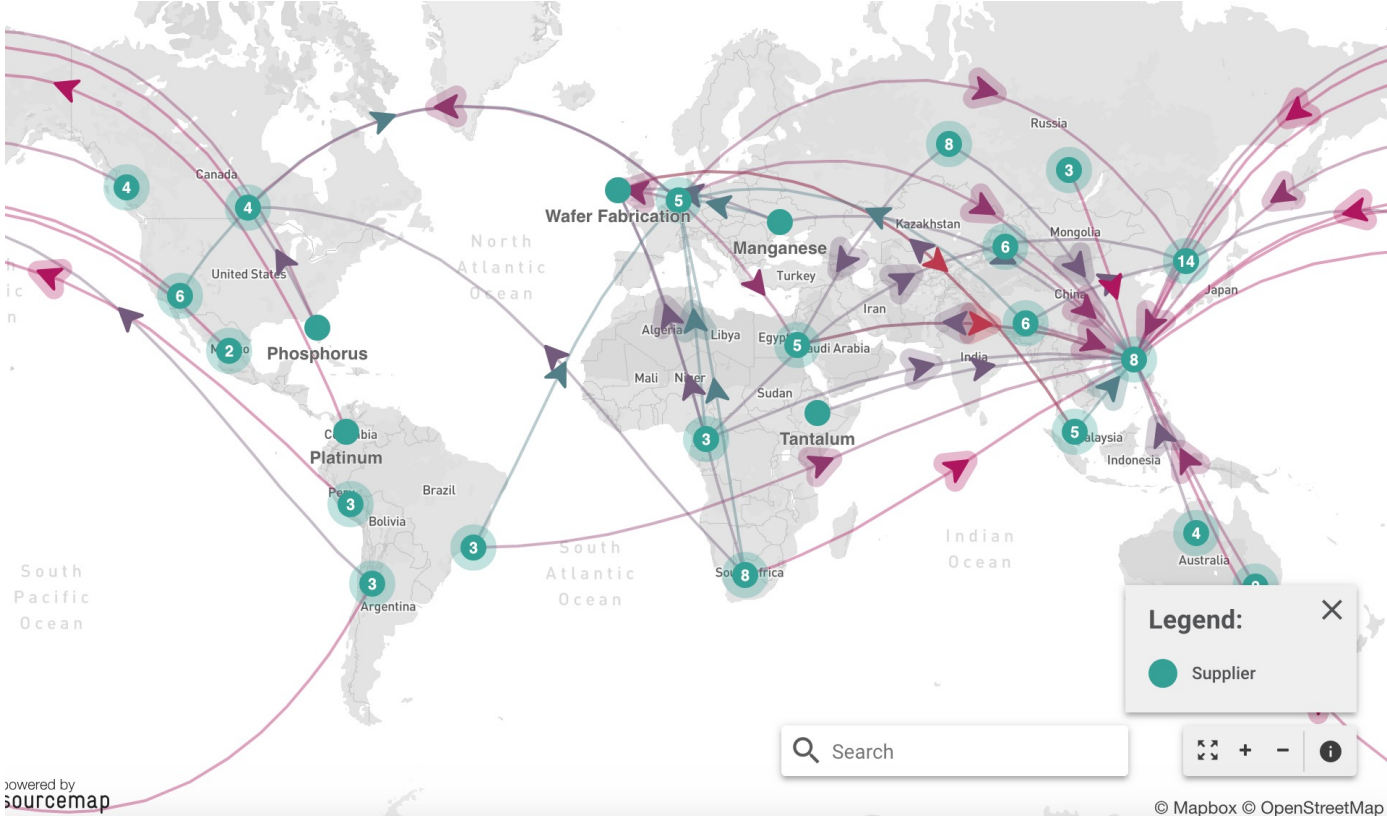 Russia
8
3
Canada
4
4
5
Wafer Fabrication
Manganese
Kazakhstan
Mongolia
North
Atlantic
Ocean
6
14
United States
6
Turkey
China
Japan
Iran
2
Phosphorus
Algeria
Libya
Egypt
5
Saudi Arabia
6
India
8
Mali
Niger
Sudan
Tantalum
Platinum
3
5
Malaysia
Indonesia
Brazil
Peru
3
Bolivia
3
3
Argentina
South
Atlantic
Ocean
South Africa
8
Indian
Ocean
4
Australia
South
Pacific
Ocean
Legend:
Supplier
Search
powered by
sourcemap
© Mapbox © OpenStreetMap